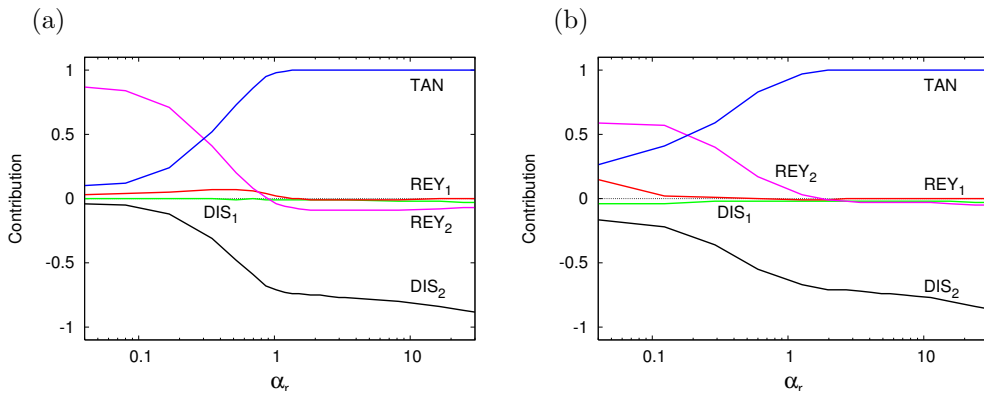 (a)
Contribution
1
0.5
0
-0.5
-1
0.1
1
10
αr
TAN
REY1
DIS1
REY2
DIS2
(b)
Contribution
1
0.5
0
-0.5
-1
0.1
1
10
αr
TAN
REY2
REY1
DIS1
DIS2